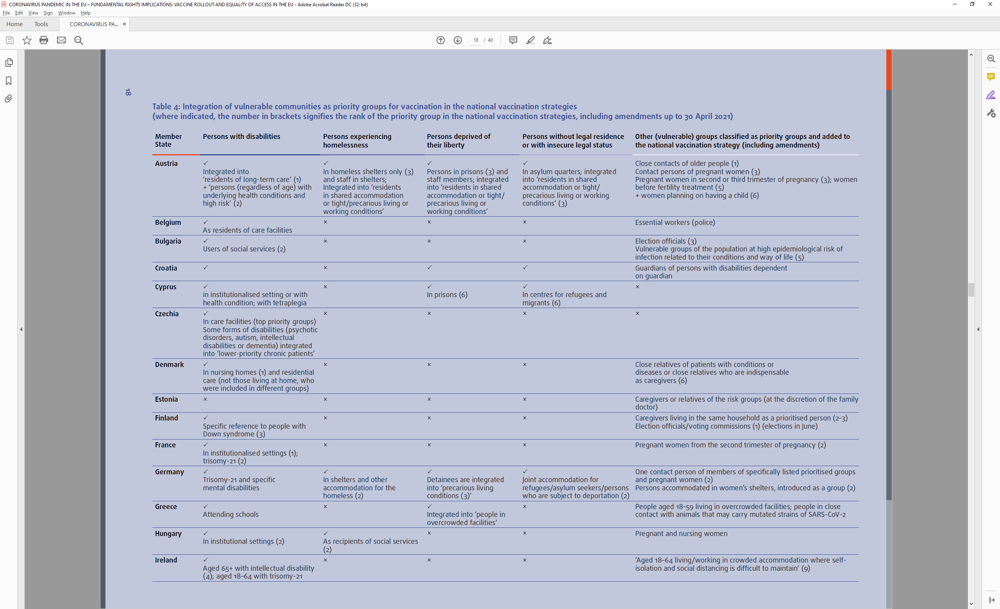 CORONAVIRUS PANDEMIC IN THE EU – FUNDAMENTAL RIGHTS IMPLICATIONS: VACCINE ROLLOUT AND EQUALITY OF ACCESS IN THE EU - Adobe Acrobat Reader DC (32-bit)
File Edit View Sign Window Help
Home Tools CORONAVIRUS PA... ×
18 / 40
18
Table 4: Integration of vulnerable communities as priority groups for vaccination in the national vaccination strategies
(where indicated, the number in brackets signifies the rank of the priority group in the national vaccination strategies, including amendments up to 30 April 2021)
Member
State
Persons with disabilities
Persons experiencing
homelessness
Persons deprived of
their liberty
Persons without legal residence
or with insecure legal status
Other (vulnerable) groups classified as priority groups and added to
the national vaccination strategy (including amendments)
Austria
✓
Integrated into
‘residents of long-term care’ (1)
+ ‘persons (regardless of age) with
underlying health conditions and
high risk’ (2)
✓
In homeless shelters only (3)
and staff in shelters;
Integrated into ‘residents
in shared accommodation
or tight/precarious living or
working conditions’
✓
Persons in prisons (3) and
staff members; integrated
into ‘residents in shared
accommodation or tight/
precarious living or
working conditions’
✓
In asylum quarters; integrated
into ‘residents in shared
accommodation or tight/
precarious living or working
conditions’ (3)
Close contacts of older people (1)
Contact persons of pregnant women (3)
Pregnant women in second or third trimester of pregnancy (3); women
before fertility treatment (5)
+ women planning on having a child (6)
Belgium
✓
As residents of care facilities
×
×
×
Essential workers (police)
Bulgaria
✓
Users of social services (2)
×
×
×
Election officials (3)
Vulnerable groups of the population at high epidemiological risk of
infection related to their conditions and way of life (5)
Croatia
✓
×
✓
✓
Guardians of persons with disabilities dependent
on guardian
Cyprus
✓
in institutionalised setting or with
health condition; with tetraplegia
×
✓
In prisons (6)
✓
In centres for refugees and
migrants (6)
×
Czechia
✓
In care facilities (top priority groups)
Some forms of disabilities (psychotic
disorders, autism, intellectual
disabilities or dementia) integrated
into ‘lower-priority chronic patients’
×
×
×
×
Denmark
✓
In nursing homes (1) and residential
care (not those living at home, who
were included in different groups)
×
×
×
Close relatives of patients with conditions or
diseases or close relatives who are indispensable
as caregivers (6)
Estonia
×
×
×
×
Caregivers or relatives of the risk groups (at the discretion of the family
doctor)
Finland
✓
Specific reference to people with
Down syndrome (3)
×
×
×
Caregivers living in the same household as a prioritised person (2–3)
Election officials/voting commissions (1) (elections in June)
France
✓
In institutionalised settings (1);
trisomy-21 (2)
×
×
×
Pregnant women from the second trimester of pregnancy (2)
Germany
✓
Trisomy-21 and specific
mental disabilities
✓
In shelters and other
accommodation for the
homeless (2)
✓
Detainees are integrated
into ‘precarious living
conditions (3)’
✓
Joint accommodation for
refugees/asylum seekers/persons
who are subject to deportation (2)
One contact person of members of specifically listed prioritised groups
and pregnant women (2)
Persons accommodated in women’s shelters, introduced as a group (2)
Greece
✓
Attending schools
×
✓
Integrated into ‘people in
overcrowded facilities’
×
People aged 18–59 living in overcrowded facilities; people in close
contact with animals that may carry mutated strains of SARS-CoV-2
Hungary
✓
In institutional settings (2)
✓
As recipients of social services
(2)
×
×
Pregnant and nursing women
Ireland
✓
Aged 65+ with intellectual disability
(4); aged 18–64 with trisomy-21
×
×
×
‘Aged 18–64 living/working in crowded accommodation where self-
isolation and social distancing is difficult to maintain’ (9)